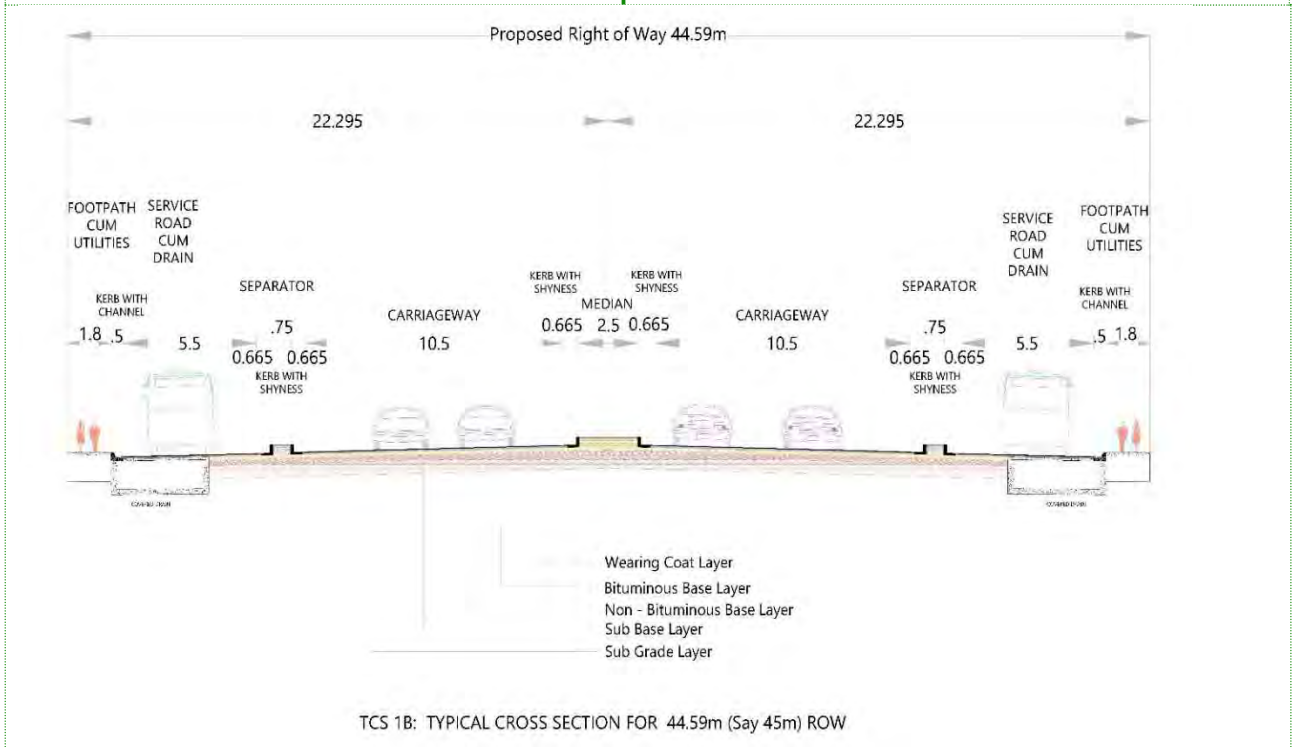 Proposed Right of Way 44.59m
22.295
22.295
FOOTPATH
CUM
UTILITIES
SERVICE
ROAD
CUM
DRAIN
KERB WITH
CHANNEL
1.8 .5
5.5
SEPARATOR
.75
0.665 0.665
KERB WITH
SHYNESS
CARRIAGEWAY
10.5
KERB WITH
SHYNESS
KERB WITH
SHYNESS
MEDIAN
0.665 2.5 0.665
CARRIAGEWAY
10.5
SEPARATOR
.75
0.665 0.665
KERB WITH
SHYNESS
SERVICE
ROAD
CUM
DRAIN
5.5
FOOTPATH
CUM
UTILITIES
KERB WITH
CHANNEL
.5 1.8
Wearing Coat Layer
Bituminous Base Layer
Non - Bituminous Base Layer
Sub Base Layer
Sub Grade Layer
TCS 1B: TYPICAL CROSS SECTION FOR 44.59m (Say 45m) ROW